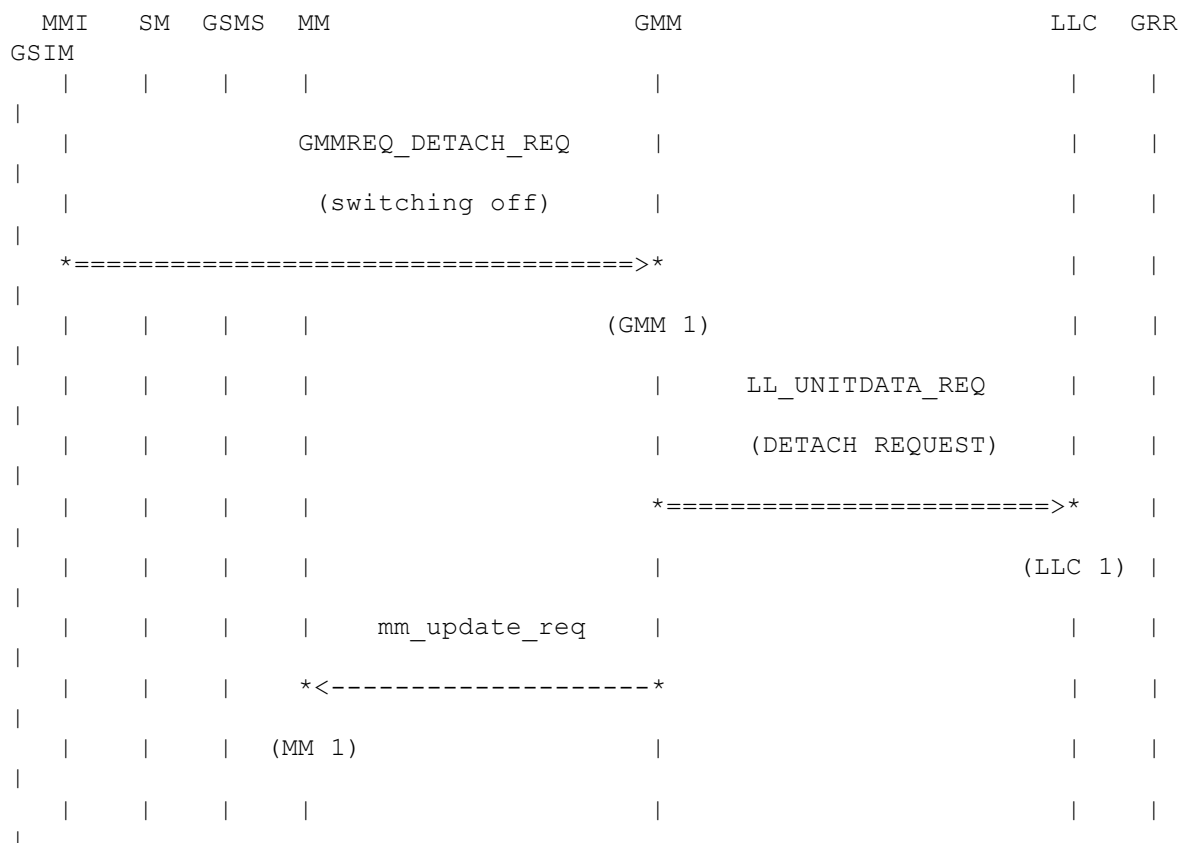 MMI SM GSMS MM GMM LLC GRR
GSIM
| | | | | | |
|
| GMMREQ_DETACH_REQ | | |
|
| (switching off) | | |
|
*===================================>* | |
|
| | | | (GMM 1) | |
|
| | | | | LL_UNITDATA_REQ | |
|
| | | | | (DETACH REQUEST) | |
|
| | | | *========================>* |
|
| | | | | (LLC 1) |
|
| | | | mm_update_req | | |
|
| | | *<--------------------* | |
|
| | | (MM 1) | | |
|
| | | | | | |
|